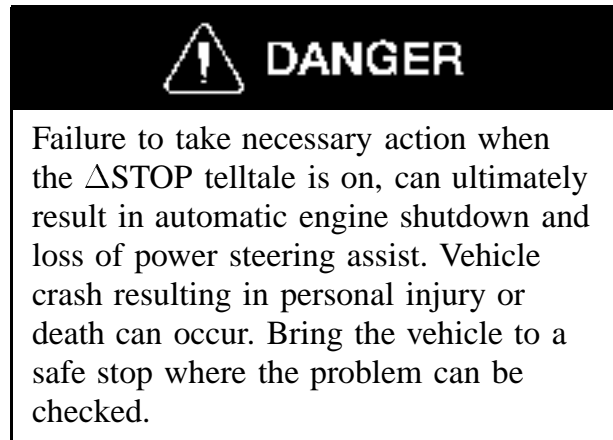 DANGER
Failure to take necessary action when
the ΔSTOP telltale is on, can ultimately
result in automatic engine shutdown and
loss of power steering assist. Vehicle
crash resulting in personal injury or
death can occur. Bring the vehicle to a
safe stop where the problem can be
checked.